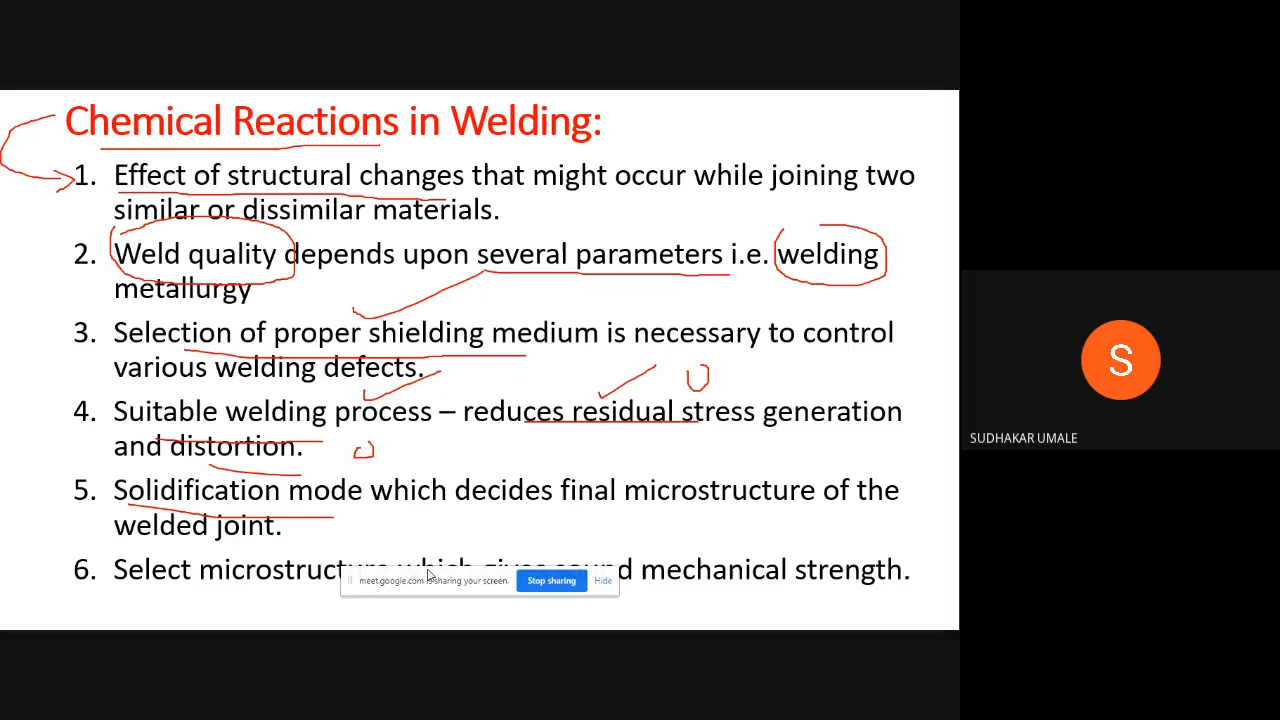 Chemical Reactions in Welding:
1. Effect of structural changes that might occur while joining two
similar or dissimilar materials.
2. Weld quality depends upon several parameters i.e. welding
metallurgy
3. Selection of proper shielding medium is necessary to control
various welding defects.
4. Suitable welding process – reduces residual stress generation
and distortion.
5. Solidification mode which decides final microstructure of the
welded joint.
6. Select microstructure which gives sound mechanical strength.
meet.google.com is sharing your screen. Stop sharing Hide
S
SUDHAKAR UMALE